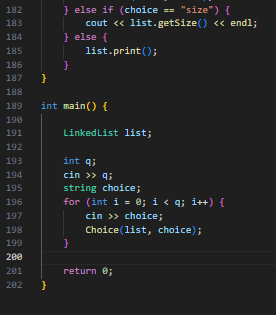 182 } else if (choice == "size") {
183 cout << list.getSize() << endl;
184 } else {
185 list.print();
186 }
187 }
188
189 int main() {
190
191 LinkedList list;
192
193 int q;
194 cin >> q;
195 string choice;
196 for (int i = 0; i < q; i++) {
197 cin >> choice;
198 Choice(list, choice);
199 }
200
201 return 0;
202 }